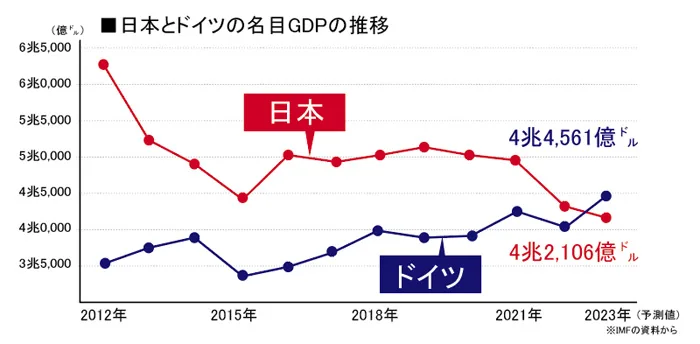 ■日本とドイツの名目GDPの推移
(億ドル)
6兆5,000
6兆0,000
5兆5,000
5兆0,000
4兆5,000
4兆0,000
3兆5,000
日本
4兆4,561億ドル
ドイツ
4兆2,106億ドル
2012年
2015年
2018年
2021年
2023年(予測値)
※IMFの資料から